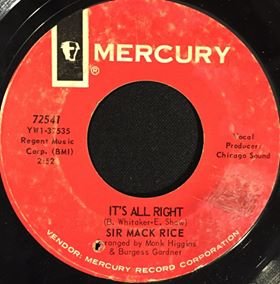 MERCURY
®
72541
YW1-37535
Regent Music
Corp. (BMI)
2:52
Vocal
Producer:
Chicago Sound
IT'S ALL RIGHT
(B. Whitaker-E. Shaw)
SIR MACK RICE
Arranged by Monk Higgins
& Burgess Gardner
VENDOR: MERCURY RECORD CORPORATION